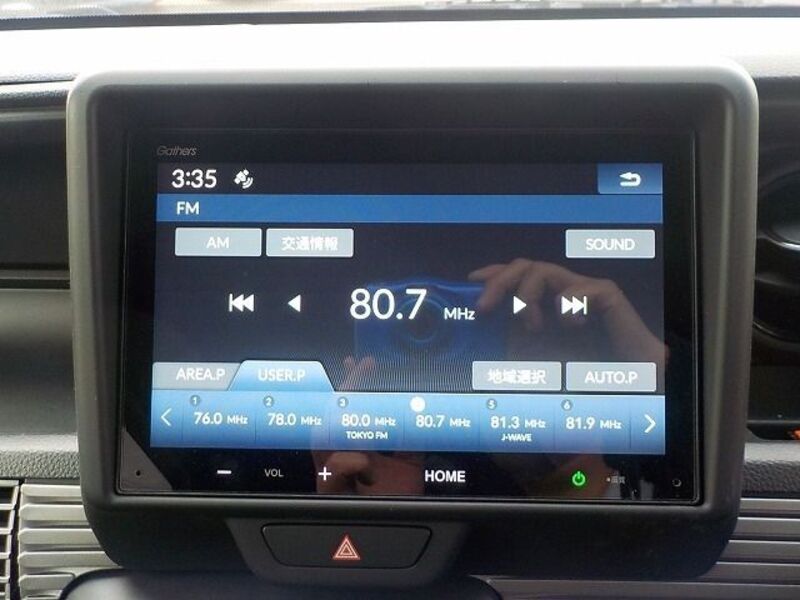 Gathers
3:35
FM
AM 交通情報 SOUND
80.7 MHz
AREA.P USER.P 地域選択 AUTO.P
1 2 3 5 6
76.0 MHz 78.0 MHz 80.0 MHz 80.7 MHz 81.3 MHz 81.9 MHz
TOKYO FM J-WAVE
VOL HOME